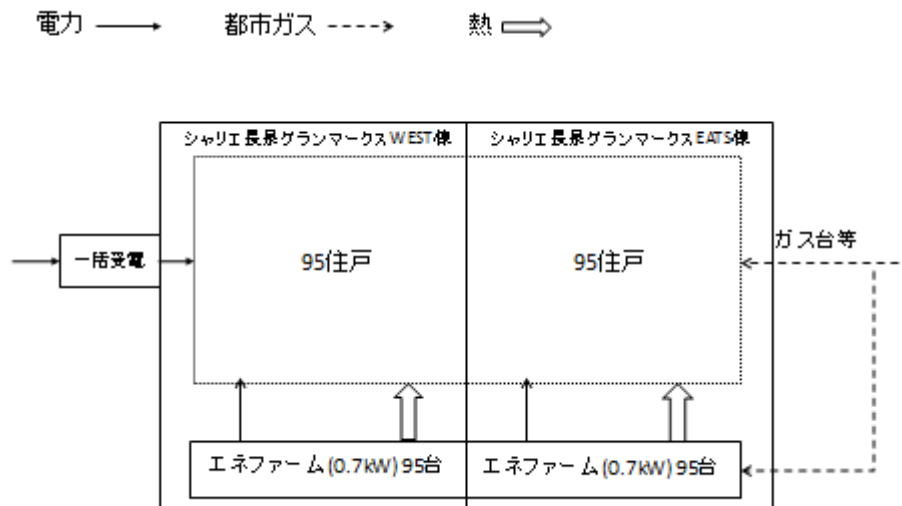 電力
都市ガス
熱
シャリエ長泉グランマークスWEST棟
シャリエ長泉グランマークスEATS棟
一括受電
95住戸
95住戸
ガス台等
エネファーム(0.7kW)95台
エネファーム(0.7kW)95台